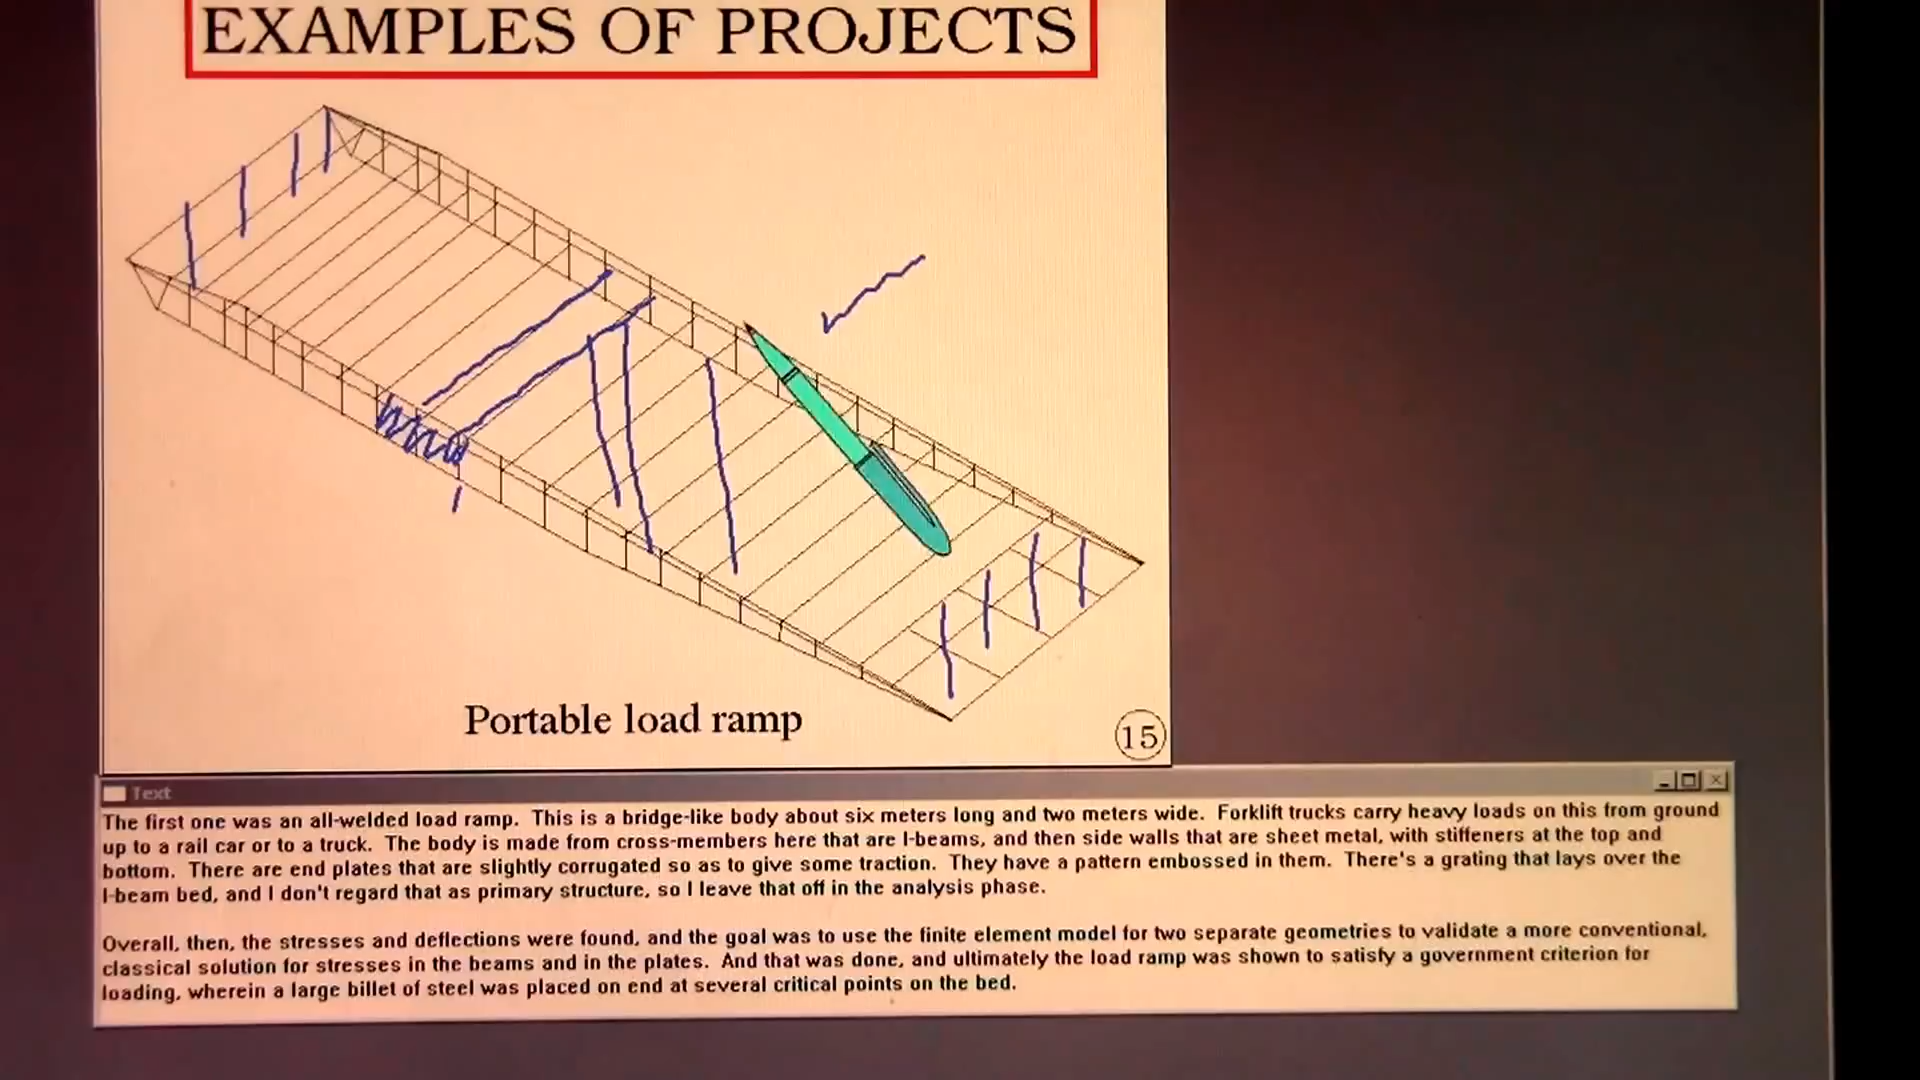 EXAMPLES OF PROJECTS
Portable load ramp
15
Text
The first one was an all-welded load ramp.  This is a bridge-like body about six meters long and two meters wide.  Forklift trucks carry heavy loads on this from ground
up to a rail car or to a truck.  The body is made from cross-members here that are I-beams, and then side walls that are sheet metal, with stiffeners at the top and
bottom.  There are end plates that are slightly corrugated so as to give some traction.  They have a pattern embossed in them.  There's a grating that lays over the
I-beam bed, and I don't regard that as primary structure, so I leave that off in the analysis phase.
Overall, then, the stresses and deflections were found, and the goal was to use the finite element model for two separate geometries to validate a more conventional,
classical solution for stresses in the beams and in the plates.  And that was done, and ultimately the load ramp was shown to satisfy a government criterion for
loading, wherein a large billet of steel was placed on end at several critical points on the bed.